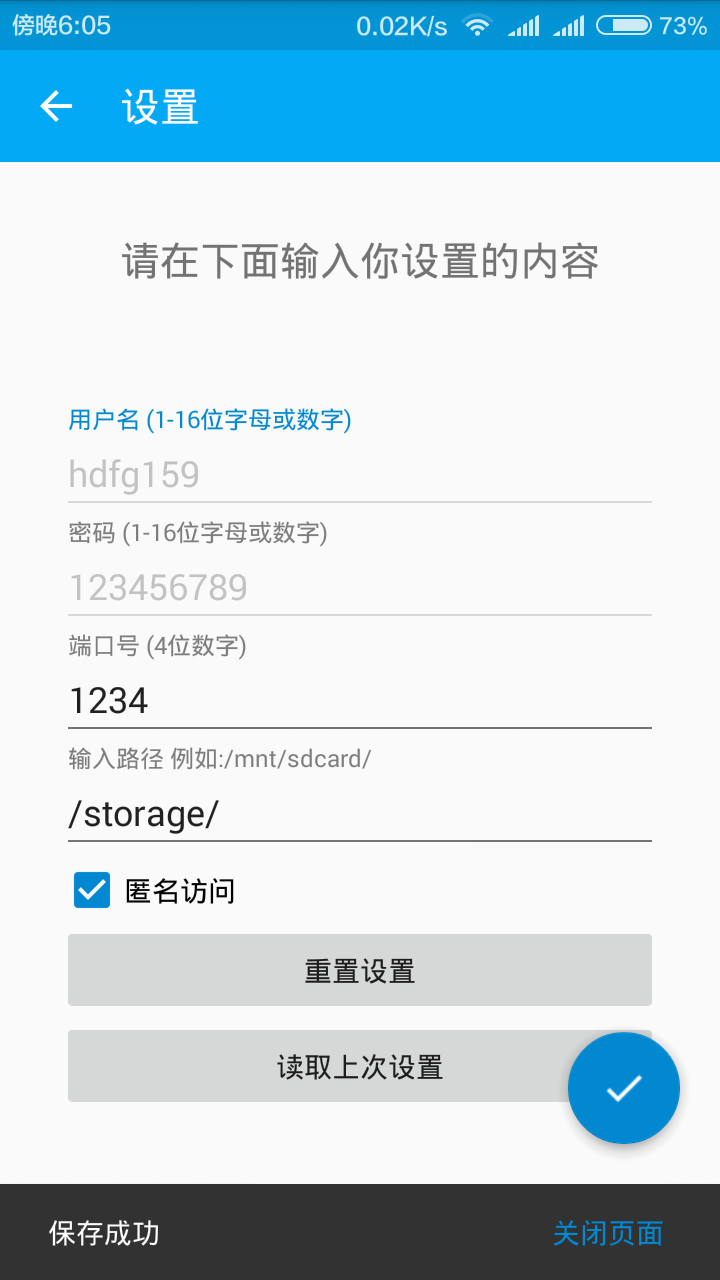 傍晚6:05 0.02K/s 73%
设置
请在下面输入你设置的内容
用户名 (1-16位字母或数字)
hdfg159
密码 (1-16位字母或数字)
123456789
端口号 (4位数字)
1234
输入路径 例如:/mnt/sdcard/
/storage/
匿名访问
重置设置
读取上次设置
保存成功 关闭页面